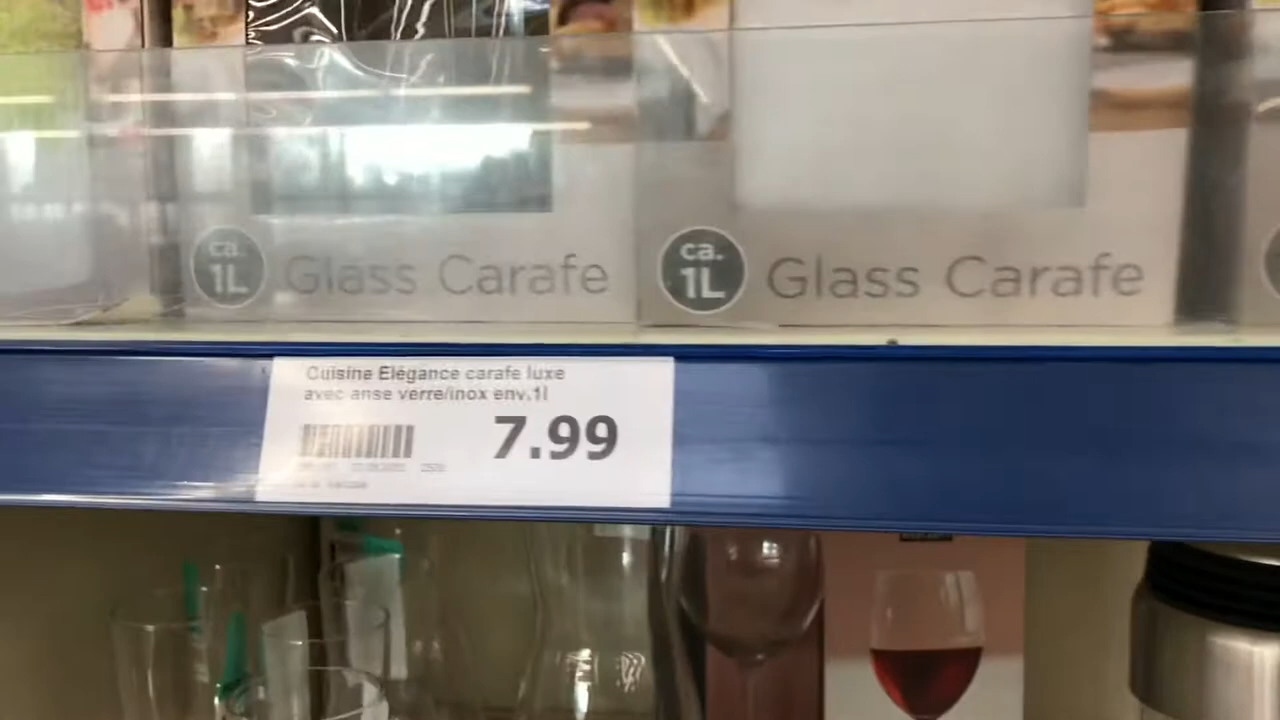 ca.
1L
Glass Carafe
ca.
1L
Glass Carafe
Cuisine Elégance carafe luxe
avec anse verre/inox env.1l
7.99